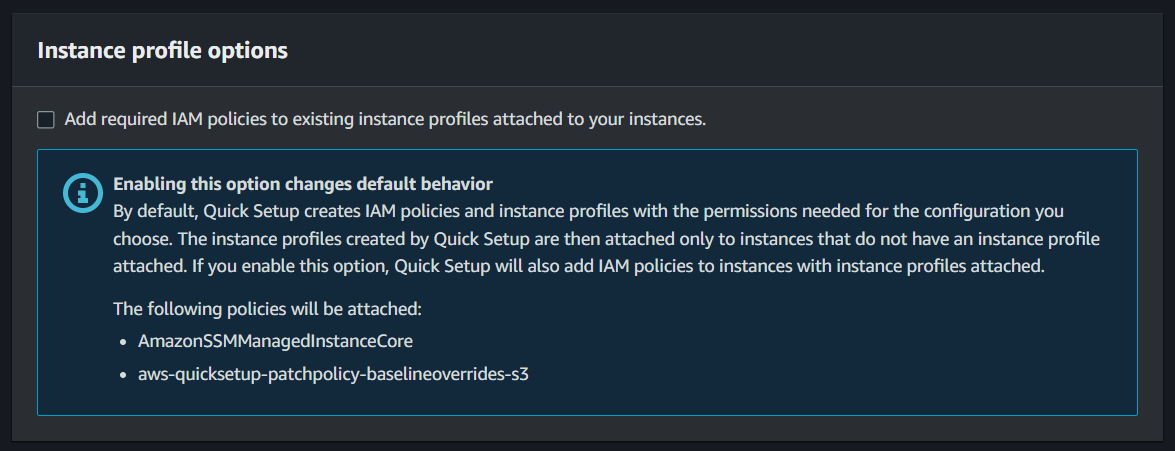 Instance profile options
Add required IAM policies to existing instance profiles attached to your instances.
Enabling this option changes default behavior
By default, Quick Setup creates IAM policies and instance profiles with the permissions needed for the configuration you
choose. The instance profiles created by Quick Setup are then attached only to instances that do not have an instance profile
attached. If you enable this option, Quick Setup will also add IAM policies to instances with instance profiles attached.
The following policies will be attached:
• AmazonSSMManagedInstanceCore
• aws-quicksetup-patchpolicy-baselineoverrides-s3